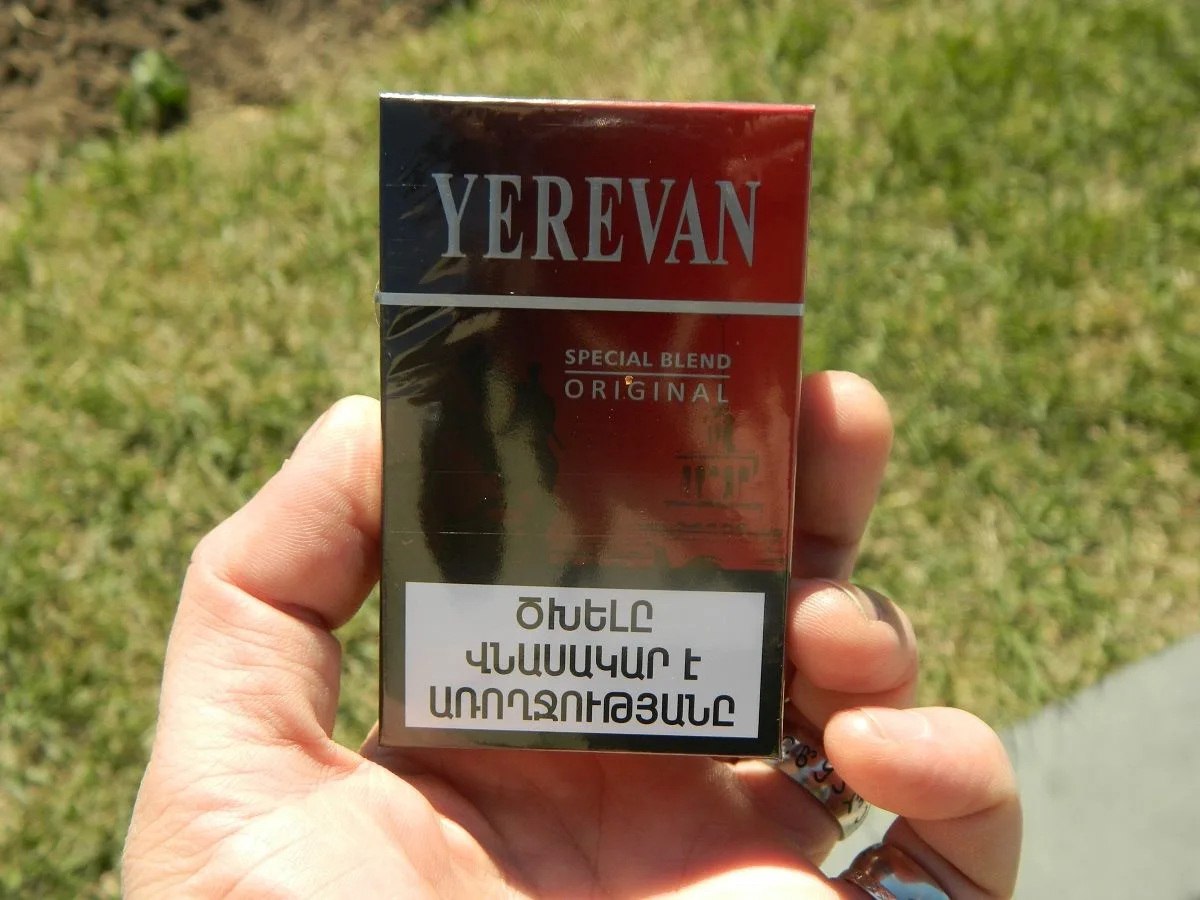 YEREVAN
SPECIAL BLEND
ORIGINAL
ԾԽԵԼԸ
ՎՆԱՍԱԿԱՐ Է
ԱՌՈՂՋՈՒԹՅԱՆԸ